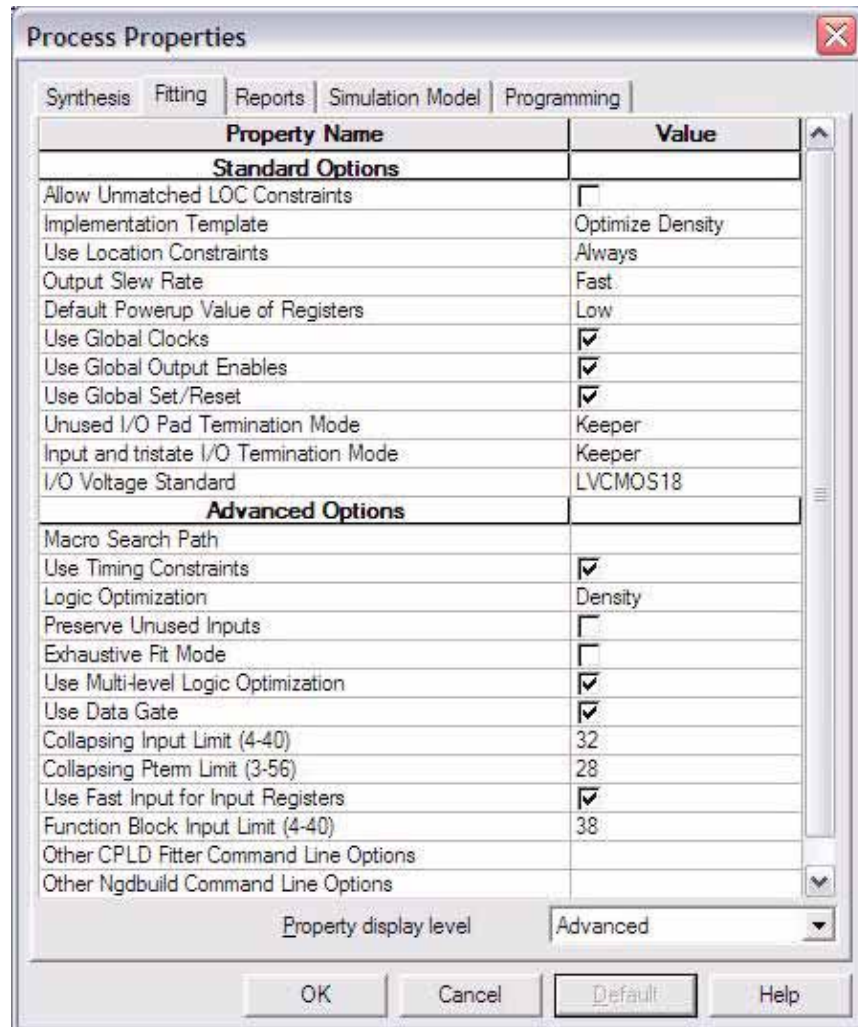 Process Properties
Synthesis Fitting Reports Simulation Model Programming
Property Name Value
Standard Options
Allow Unmatched LOC Constraints
Implementation Template Optimize Density
Use Location Constraints Always
Output Slew Rate Fast
Default Powerup Value of Registers Low
Use Global Clocks
Use Global Output Enables
Use Global Set/Reset
Unused I/O Pad Termination Mode Keeper
Input and tristate I/O Termination Mode Keeper
I/O Voltage Standard LVCMOS18
Advanced Options
Macro Search Path
Use Timing Constraints
Logic Optimization Density
Preserve Unused Inputs
Exhaustive Fit Mode
Use Multi-level Logic Optimization
Use Data Gate
Collapsing Input Limit (4-40) 32
Collapsing Pterm Limit (3-56) 28
Use Fast Input for Input Registers
Function Block Input Limit (4-40) 38
Other CPLD Fitter Command Line Options
Other Ngdbuild Command Line Options
Property display level Advanced
OK Cancel Default Help